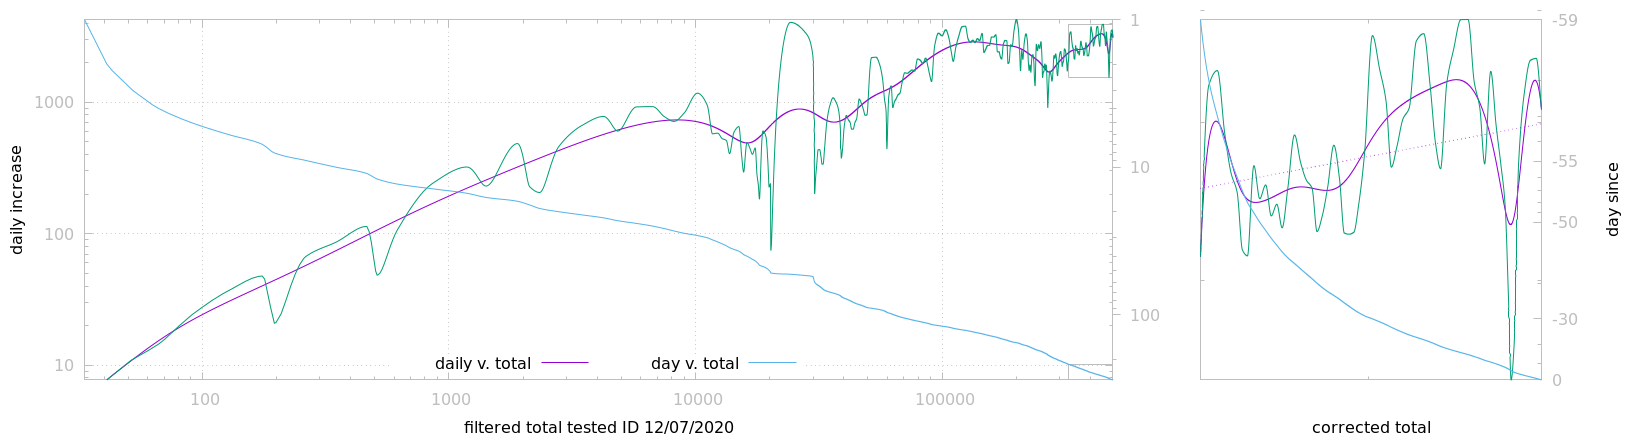 1000
100
10
daily increase
100
1000
10000
100000
filtered total tested ID 12/07/2020
daily v. total
day v. total
1
10
100
-59
-55
-50
-30
0
day since
corrected total